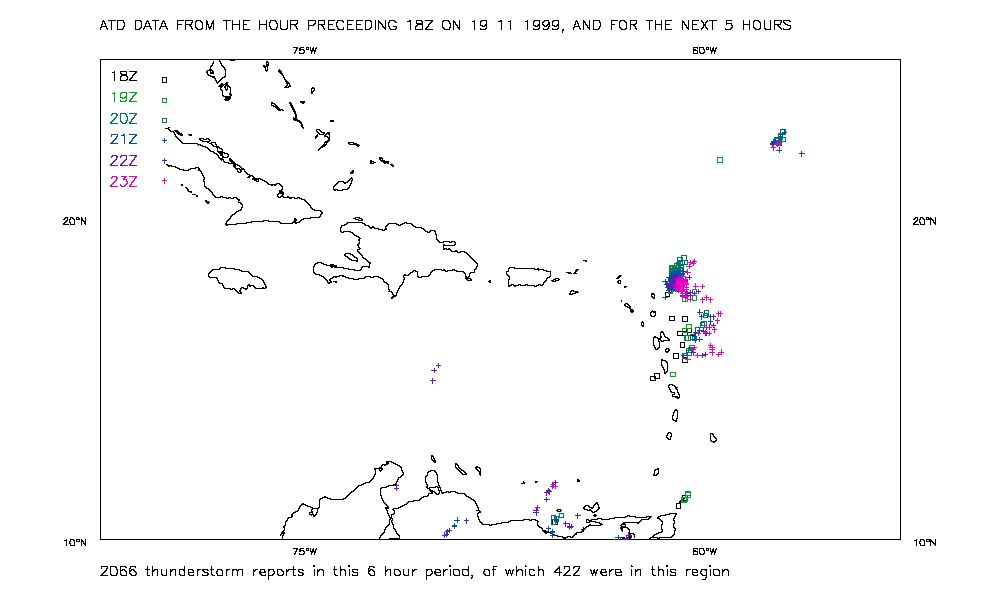 ATD DATA FROM THE HOUR PRECEEDING 18Z ON 19 11 1999, AND FOR THE NEXT 5 HOURS
75°W 60°W
18Z
19Z
20Z
21Z
22Z
23Z
20°N 20°N
10°N 10°N
75°W 60°W
2066 thunderstorm reports in this 6 hour period, of which 422 were in this region